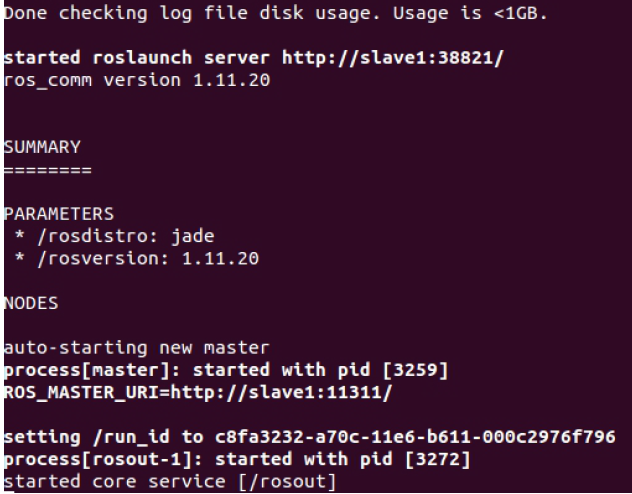 Done checking log file disk usage. Usage is <1GB.
started roslaunch server http://slave1:38821/
ros_comm version 1.11.20
SUMMARY
========
PARAMETERS
 * /rosdistro: jade
 * /rosversion: 1.11.20
NODES
auto-starting new master
process[master]: started with pid [3259]
ROS_MASTER_URI=http://slave1:11311/
setting /run_id to c8fa3232-a70c-11e6-b611-000c2976f796
process[rosout-1]: started with pid [3272]
started core service [/rosout]